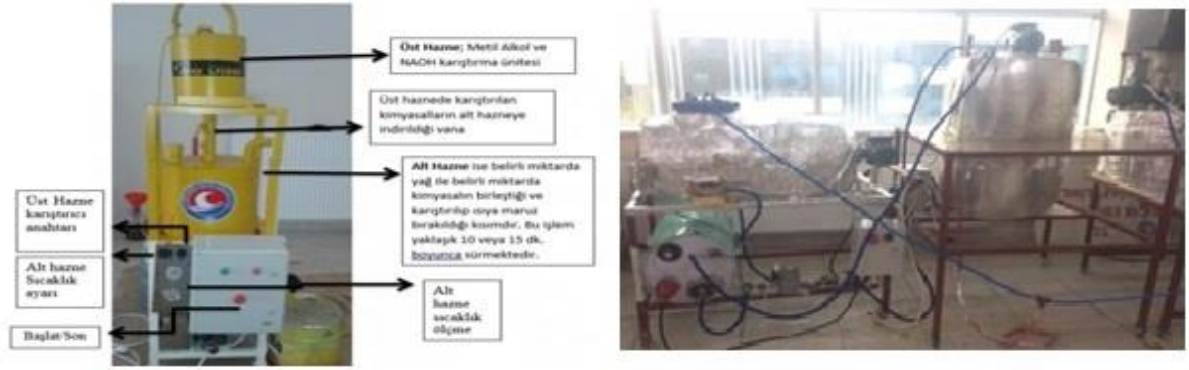 Üst Hazne; Metil Alkol ve
NAOH karıştırma ünitesi
Üst haznede karıştırılan
kimyasalların alt hazneye
indirildiği vana
Alt Hazne ise belirli miktarda
yağ ile belirli miktarda
kimyasalın birleştiği ve
karıştırılıp ısıya maruz
bırakıldığı kısımdır. Bu işlem
yaklaşık 10 veya 15 dk.
boyunca sürmektedir.
Üst Hazne
karıştırıcı
anahtarı
Alt hazne
Sıcaklık
ayarı
Başlat/Son
Alt
hazne
sıcaklık
ölçme